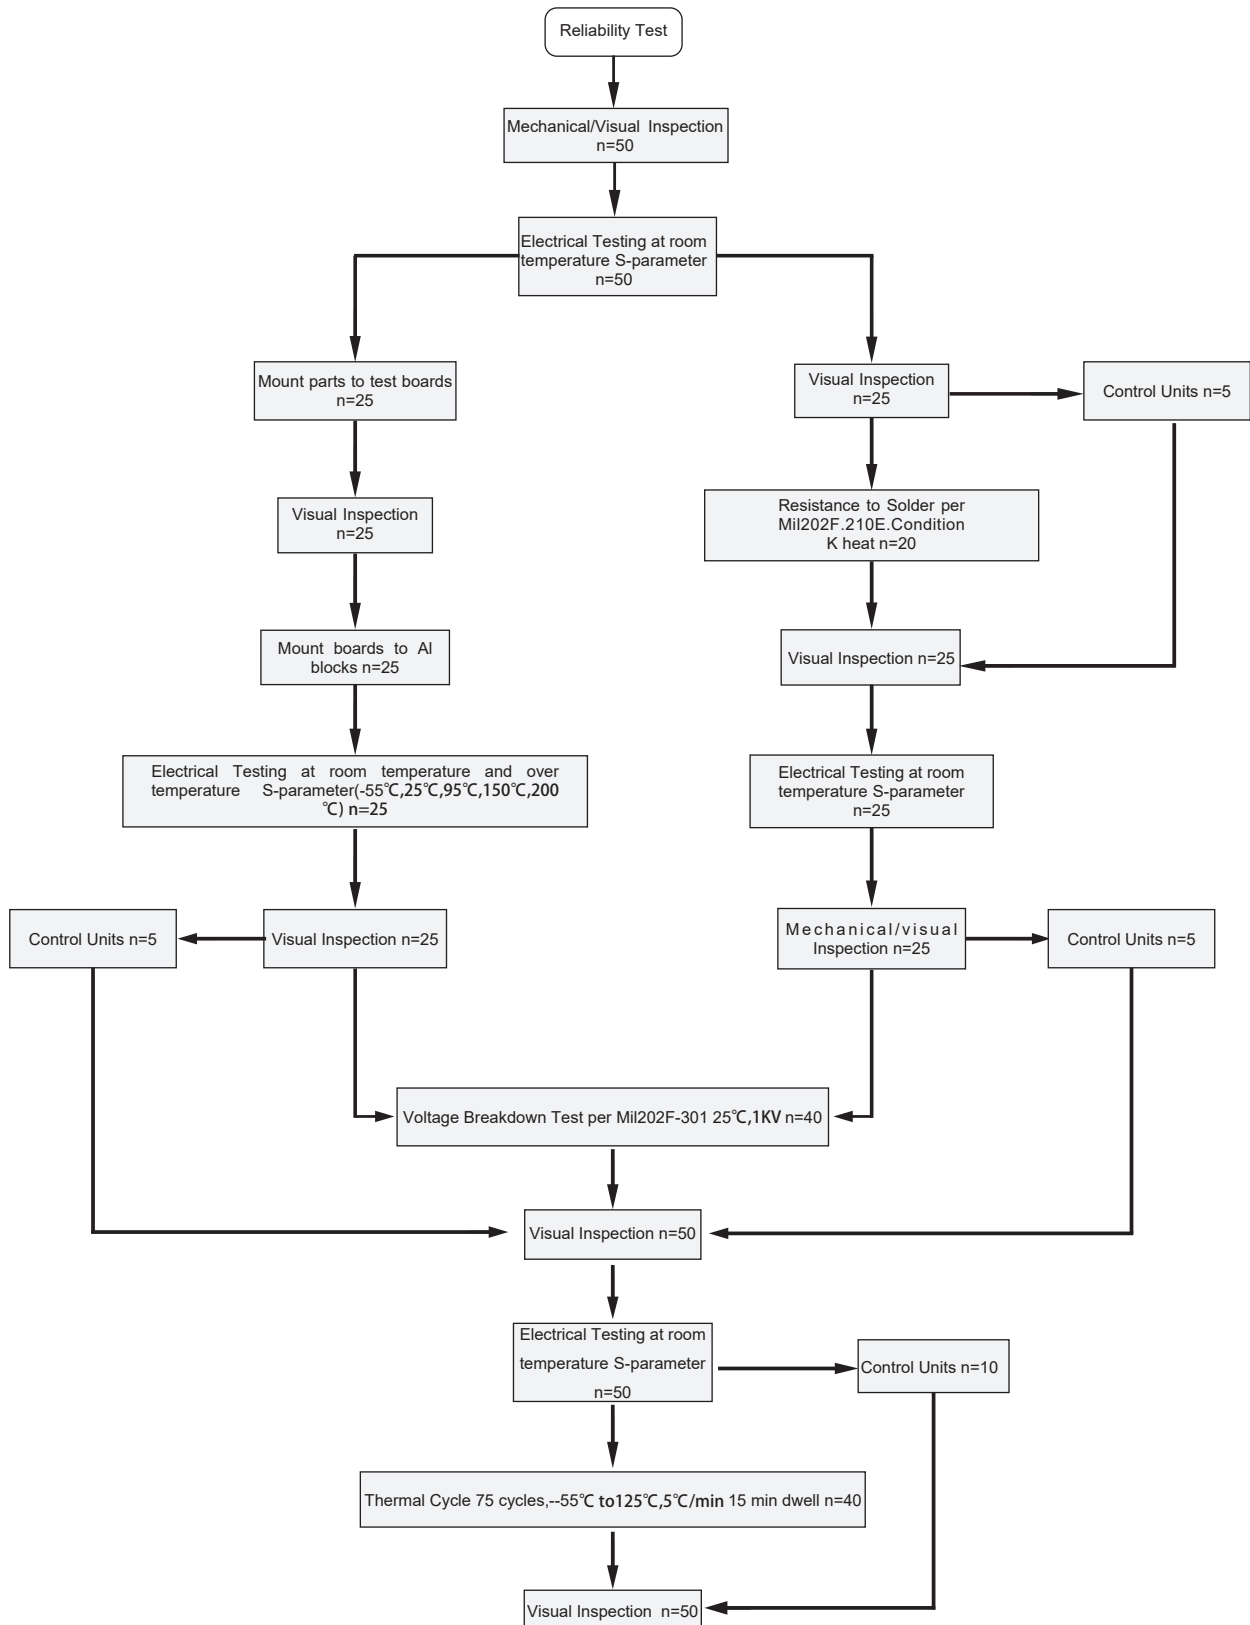 Reliability Test
Mechanical/Visual Inspection
n=50
Electrical Testing at room
temperature S-parameter
n=50
Mount parts to test boards
n=25
Visual Inspection
n=25
Control Units n=5
Visual Inspection
n=25
Resistance to Solder per
Mil202F.210E.Condition
K heat n=20
Mount boards to Al
blocks n=25
Visual Inspection n=25
Electrical Testing at room temperature and over
temperature S-parameter(-55℃,25℃,95℃,150℃,200
℃) n=25
Electrical Testing at room
temperature S-parameter
n=25
Control Units n=5
Visual Inspection n=25
Mechanical/visual
Inspection n=25
Control Units n=5
Voltage Breakdown Test per Mil202F-301 25℃,1KV n=40
Visual Inspection n=50
Electrical Testing at room
temperature S-parameter
n=50
Control Units n=10
Thermal Cycle 75 cycles,--55℃ to125℃,5℃/min 15 min dwell n=40
Visual Inspection n=50